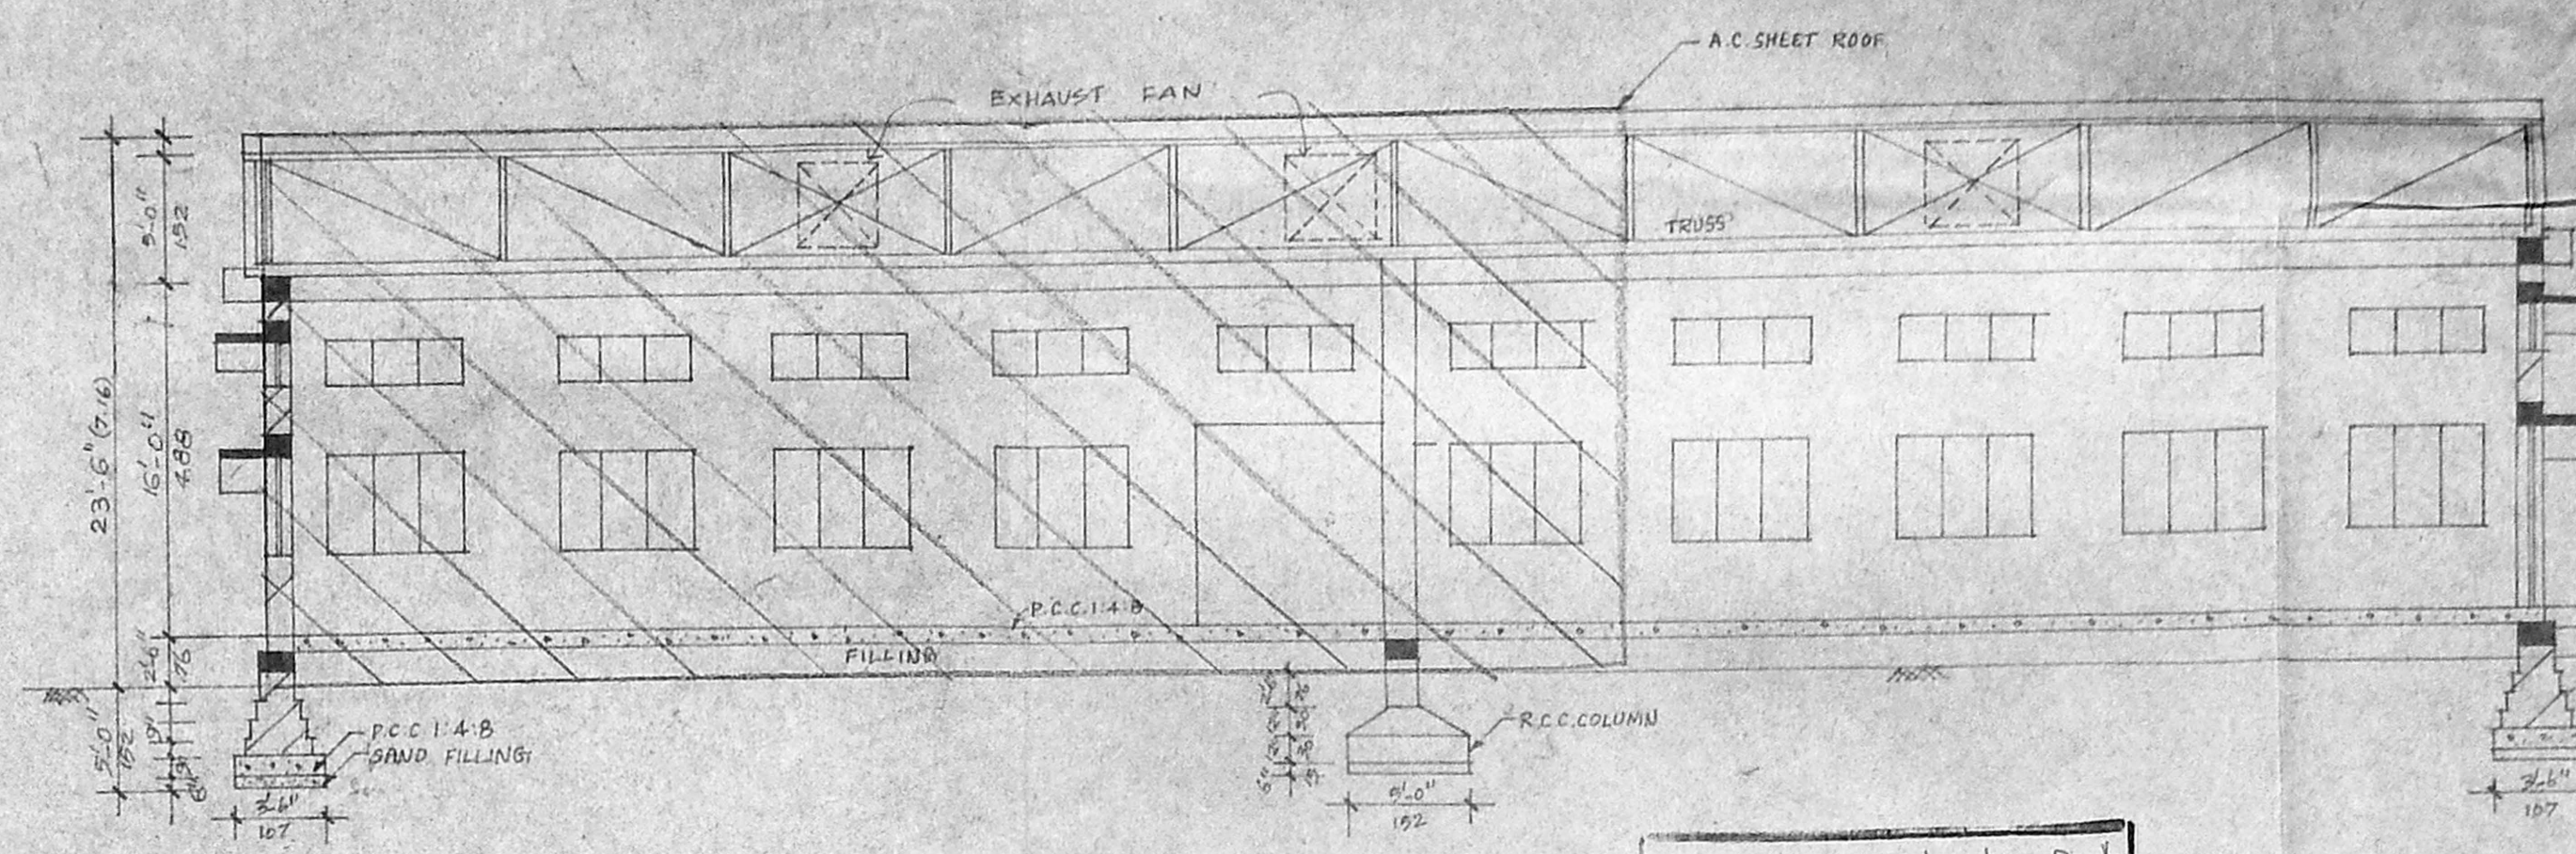 A.C. SHEET ROOF
EXHAUST FAN
TRUSS
5'-0"
152
23'-6" (7.16)
16'-0"
4.88
2'-6"
76
P.C.C. 1:4:8
FILLING
5'-0"
152
P.C.C 1:4:8
SAND FILLING
3'-6"
107
R.C.C. COLUMN
6"
15
5'-0"
152
3'-6"
107